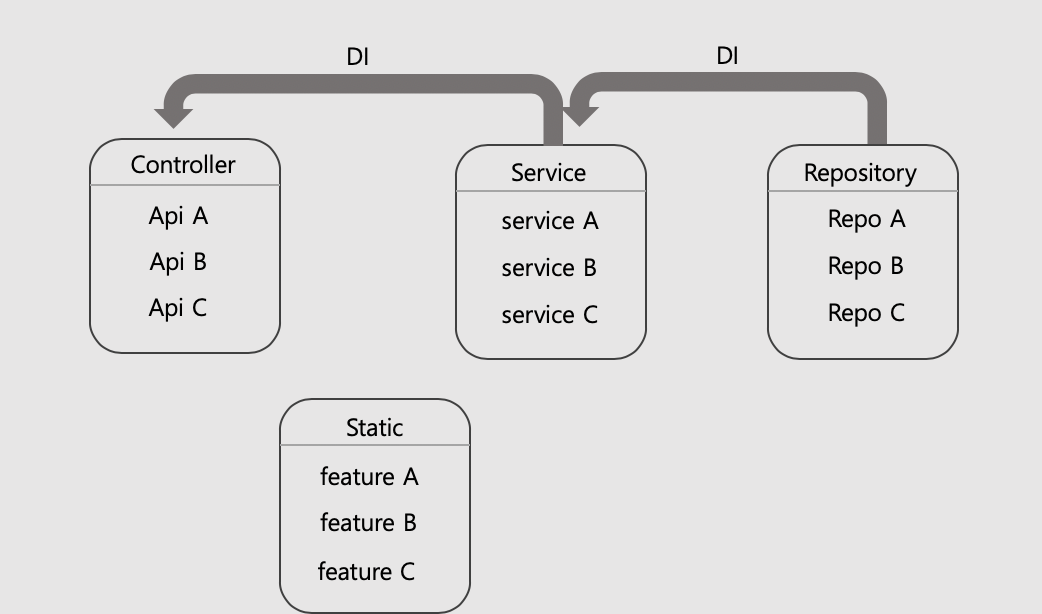 DI
DI
Controller
Api A
Api B
Api C
Service
service A
service B
service C
Repository
Repo A
Repo B
Repo C
Static
feature A
feature B
feature C